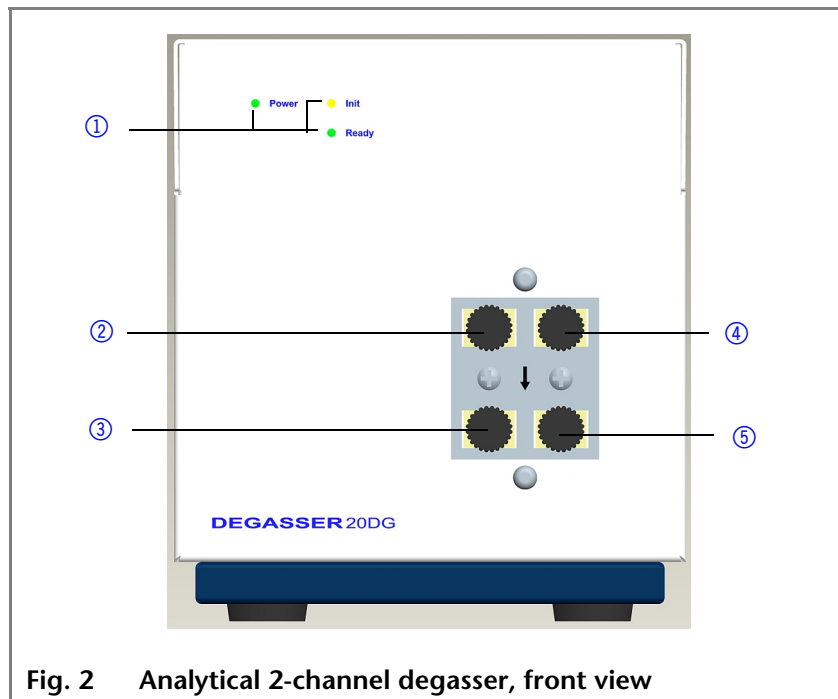 Power
Init
①
Ready
②
④
③
⑤
DEGASSER 20DG
Fig. 2 Analytical 2-channel degasser, front view